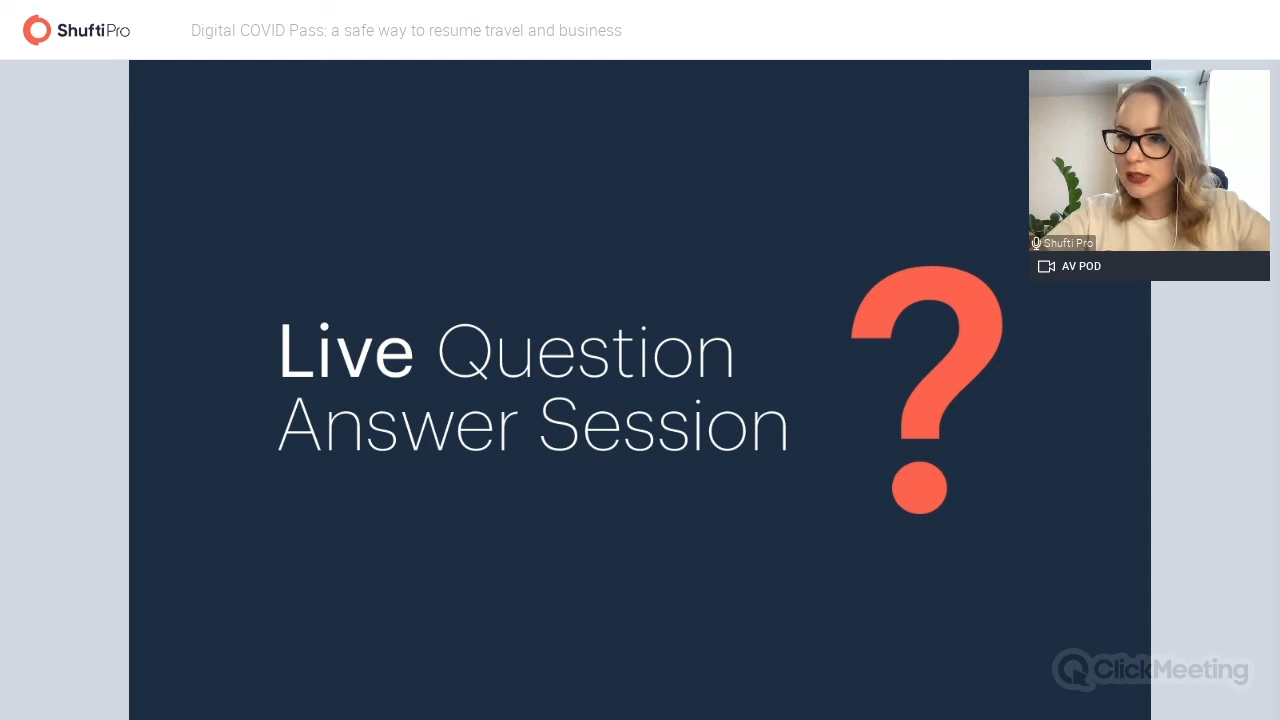 ShuftiPro
Digital COVID Pass: a safe way to resume travel and business
Shufti Pro
AV POD
Live Question
Answer Session
?
ClickMeeting